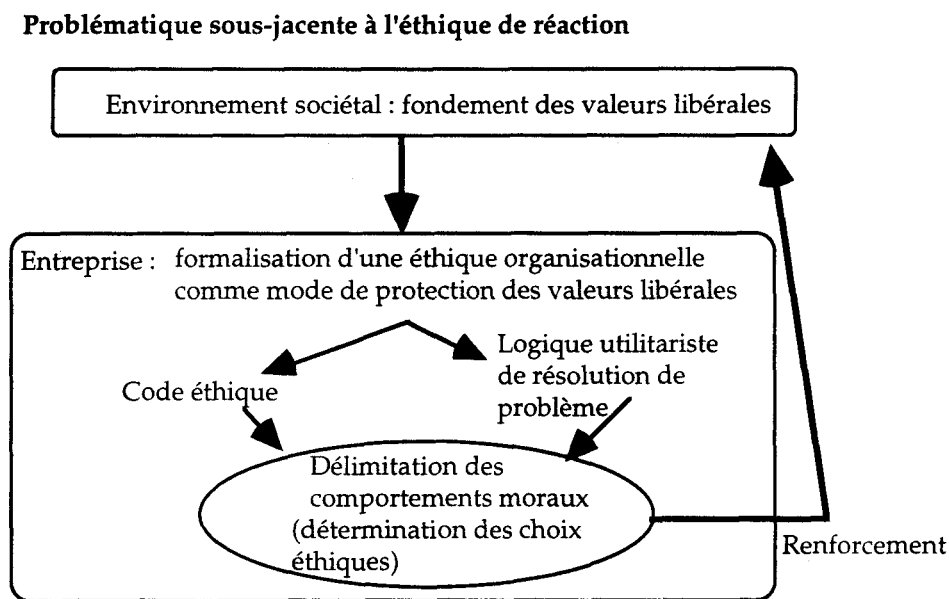 Problématique sous-jacente à l'éthique de réaction
Environnement sociétal : fondement des valeurs libérales
Entreprise : formalisation d'une éthique organisationnelle
comme mode de protection des valeurs libérales
Code éthique
Logique utilitariste
de résolution de
problème
Délimitation des
comportements moraux
(détermination des choix
éthiques)
Renforcement